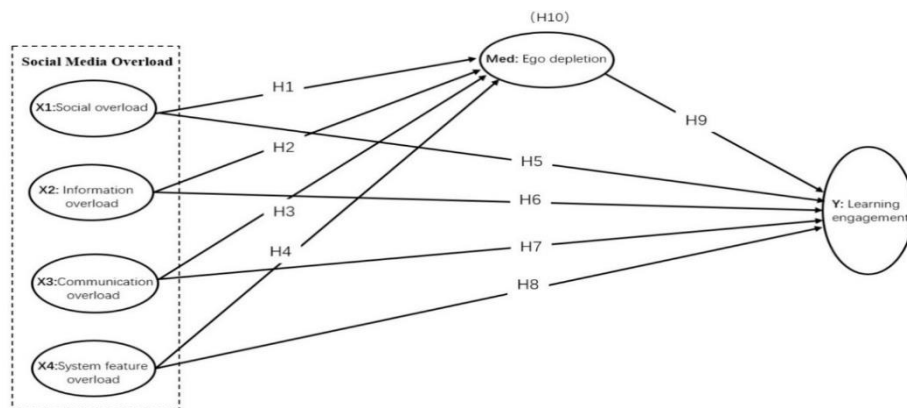 (H10)
Social Media Overload
Med: Ego depletion
H1
X1:Social overload
H9
H2
H5
X2: Information
overload
H6
Y: Learning
engagement
H3
H4
H7
X3:Communication
overload
H8
X4:System feature
overload